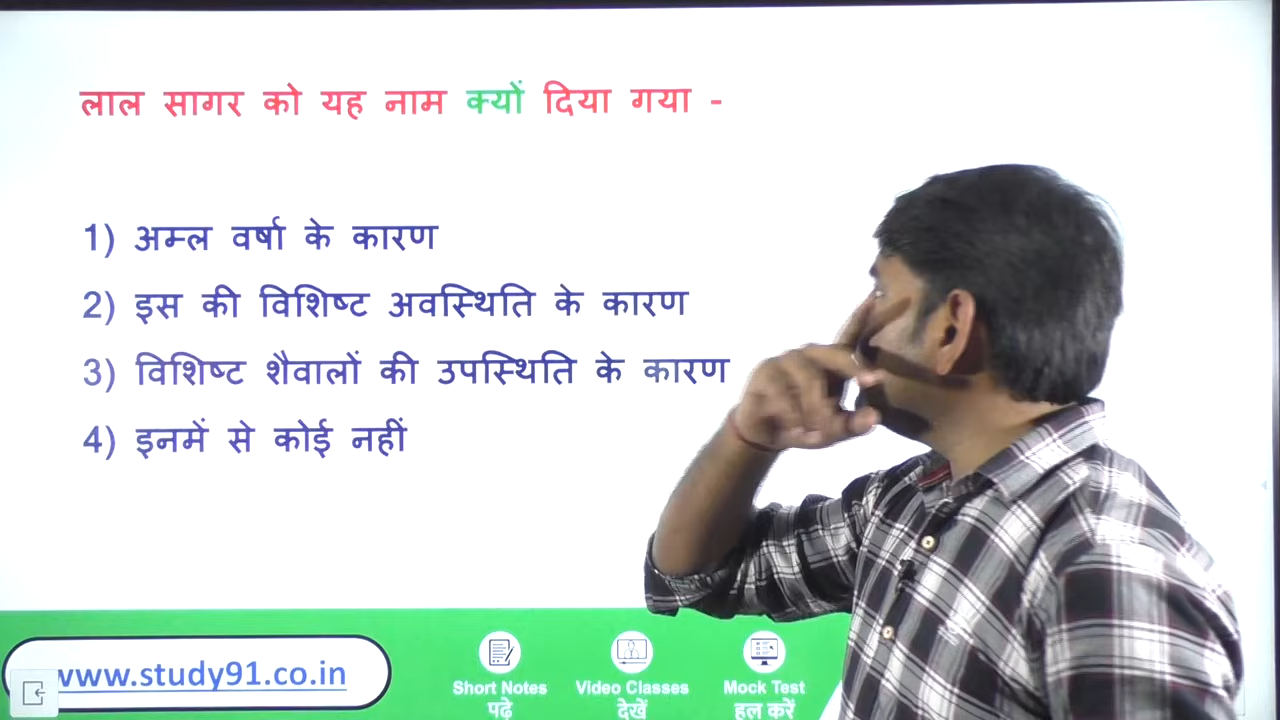 लाल सागर को यह नाम क्यों दिया गया -
1) अम्ल वर्षा के कारण
2) इस की विशिष्ट अवस्थिति के कारण
3) विशिष्ट शैवालों की उपस्थिति के कारण
4) इनमें से कोई नहीं
www.study91.co.in
Short Notes
पढ़े
Video Classes
देखें
Mock Test
हल करें